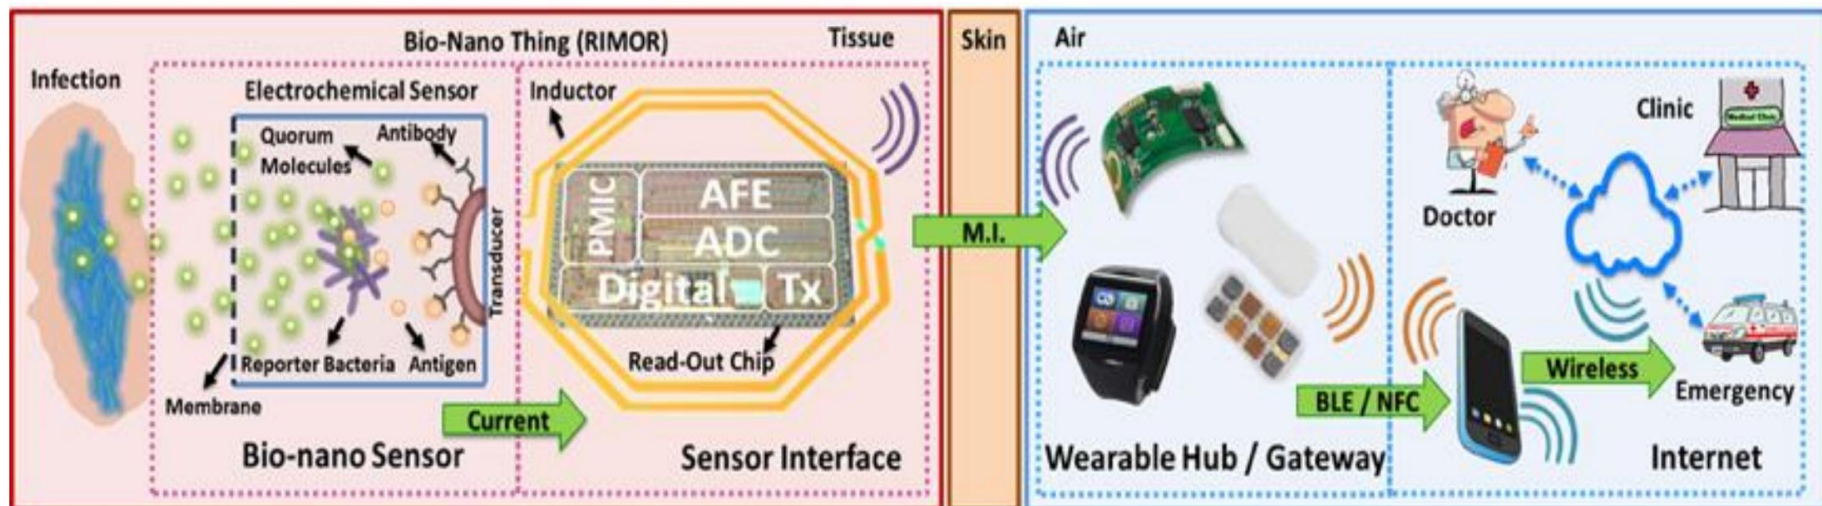 Bio-Nano Thing (RIMOR)
Tissue
Skin
Air
Infection
Electrochemical Sensor
Quorum
Molecules
Antibody
Transducer
Reporter Bacteria
Antigen
Membrane
Current
Bio-nano Sensor
Inductor
PMIC
AFE
ADC
Digital
Tx
Read-Out Chip
Sensor Interface
M.I.
Wearable Hub / Gateway
BLE / NFC
Doctor
Clinic
Medical Clinic
Wireless
Emergency
Internet